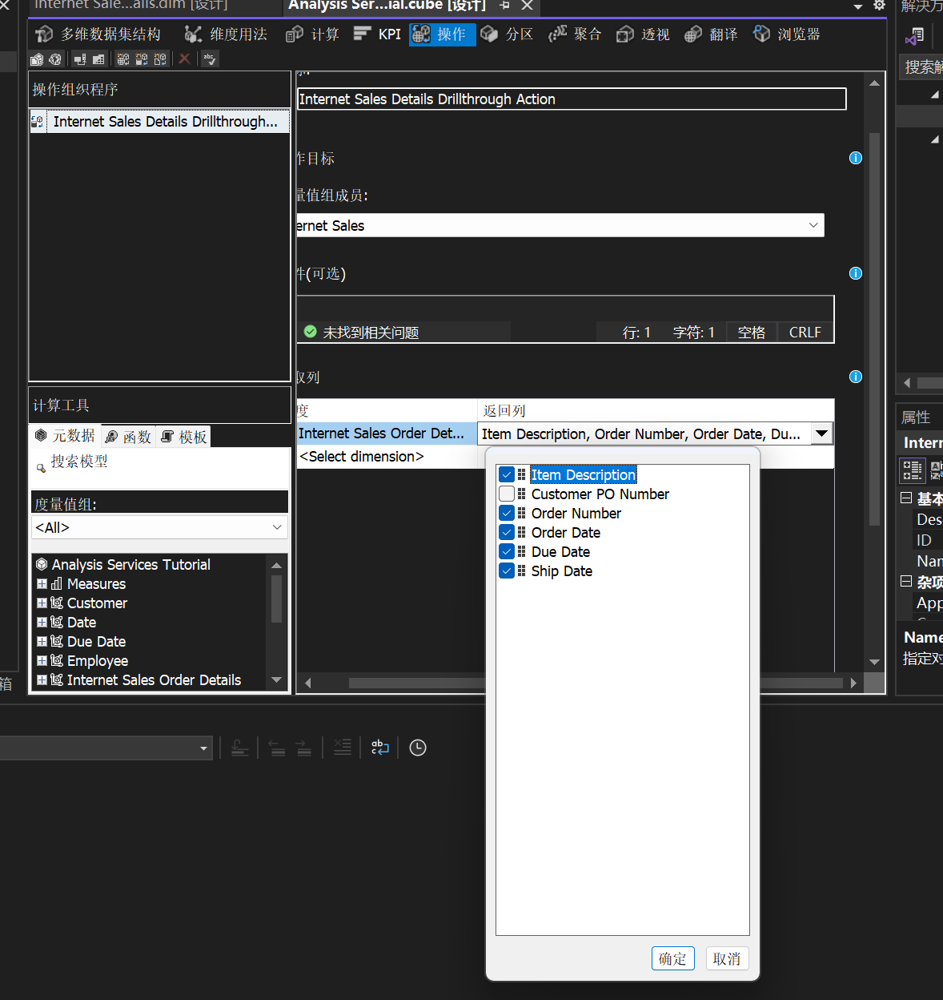 Internet Sale...ails.dim [设计]
Analysis Ser...ial.cube [设计]
解决方
多维数据集结构
维度用法
计算
KPI
操作
分区
聚合
透视
翻译
浏览器
搜索解
操作组织程序
Internet Sales Details Drillthrough...
Internet Sales Details Drillthrough Action
作目标
量值组成员:
ernet Sales
件(可选)
未找到相关问题
行: 1
字符: 1
空格
CRLF
取列
度
返回列
Internet Sales Order Det...
Item Description, Order Number, Order Date, Du...
<Select dimension>
Item Description
Customer PO Number
Order Number
Order Date
Due Date
Ship Date
确定
取消
计算工具
元数据
函数
模板
搜索模型
度量值组:
<All>
Analysis Services Tutorial
Measures
Customer
Date
Due Date
Employee
Internet Sales Order Details
箱
属性
Intern
基本
Des
ID
Nan
杂项
App
Name
指定对